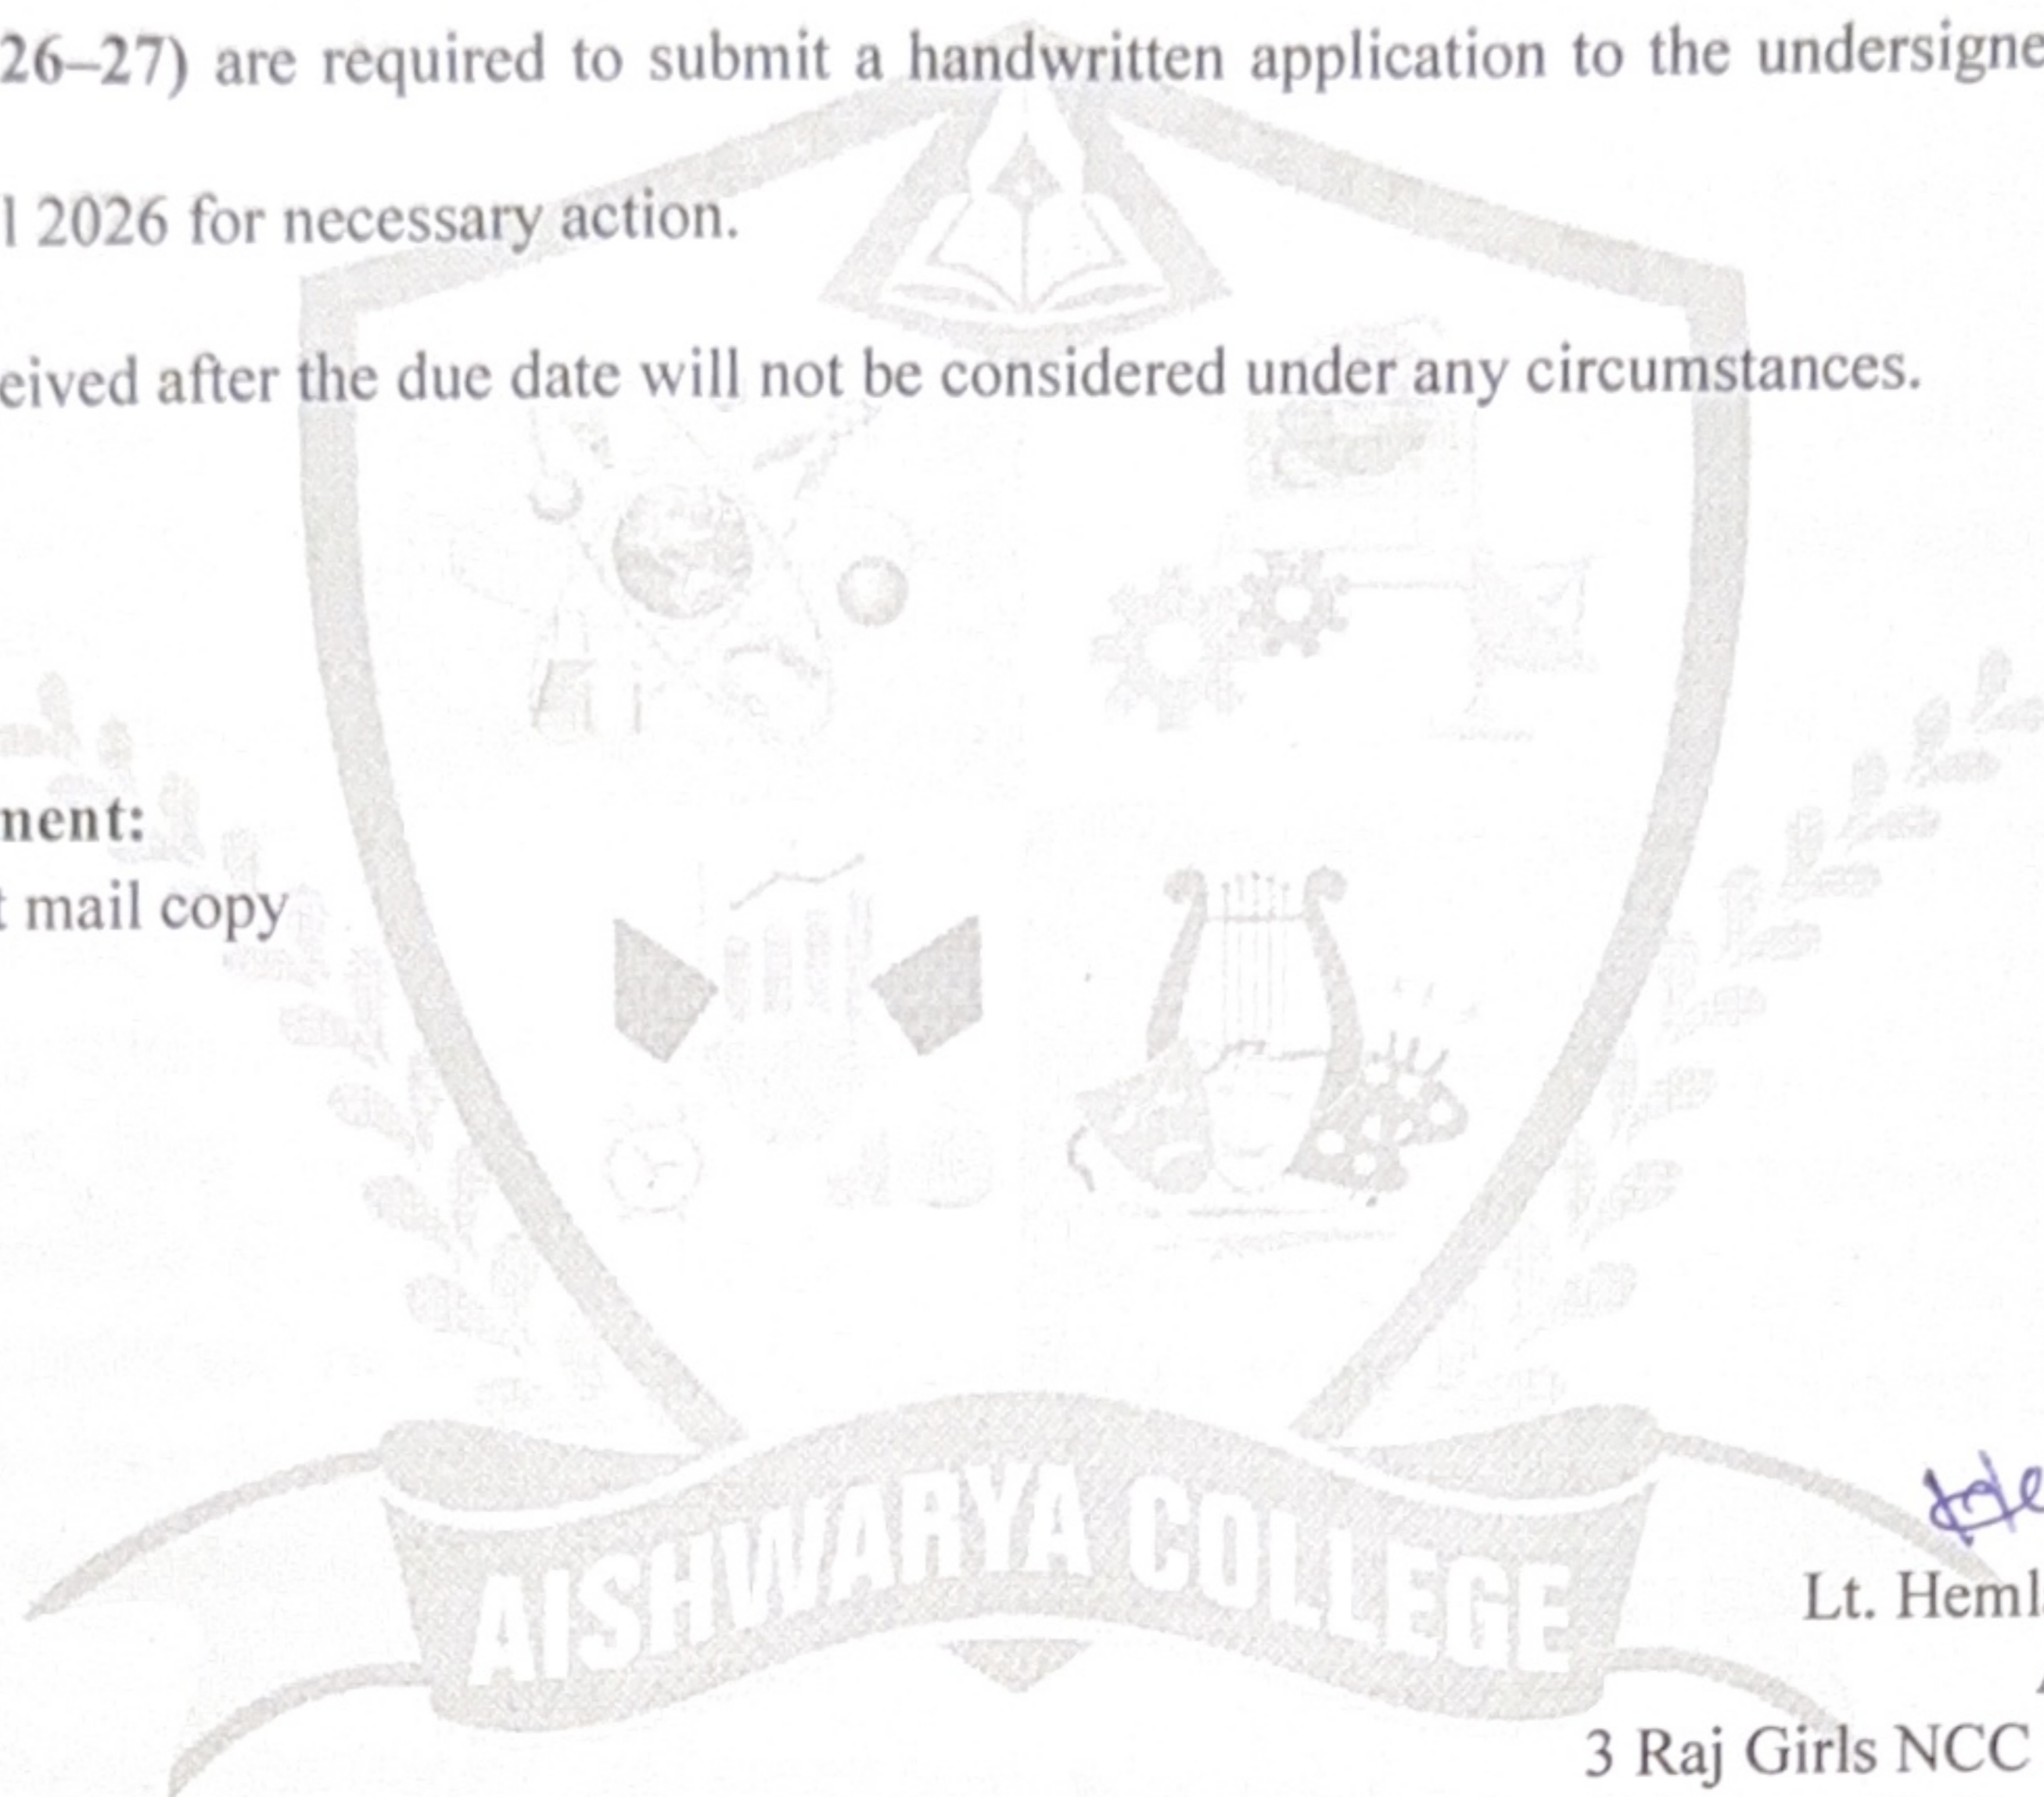 26–27) are required to submit a handwritten application to the undersigne
l 2026 for necessary action.
eived after the due date will not be considered under any circumstances.
nent:
t mail copy
AISHWARYA COLLEGE
Lt. Heml
3 Raj Girls NCC